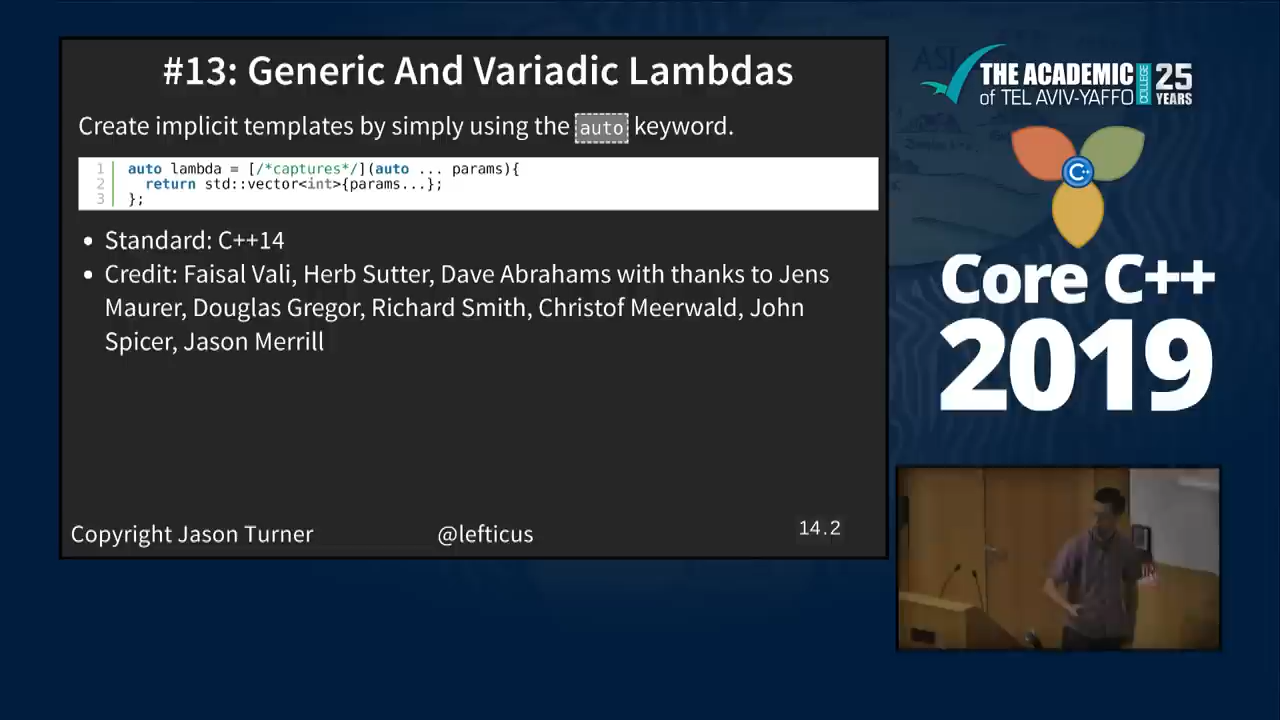 #13: Generic And Variadic Lambdas
Create implicit templates by simply using the auto keyword.
1 auto lambda = [/*captures*/](auto ... params){
2 return std::vector<int>{params...};
3 };
• Standard: C++14
• Credit: Faisal Vali, Herb Sutter, Dave Abrahams with thanks to Jens
Maurer, Douglas Gregor, Richard Smith, Christof Meerwald, John
Spicer, Jason Merrill
Copyright Jason Turner @lefticus 14.2
THE ACADEMIC COLLEGE 25
of TEL AVIV-YAFFO YEARS
C++
Core C++
2019